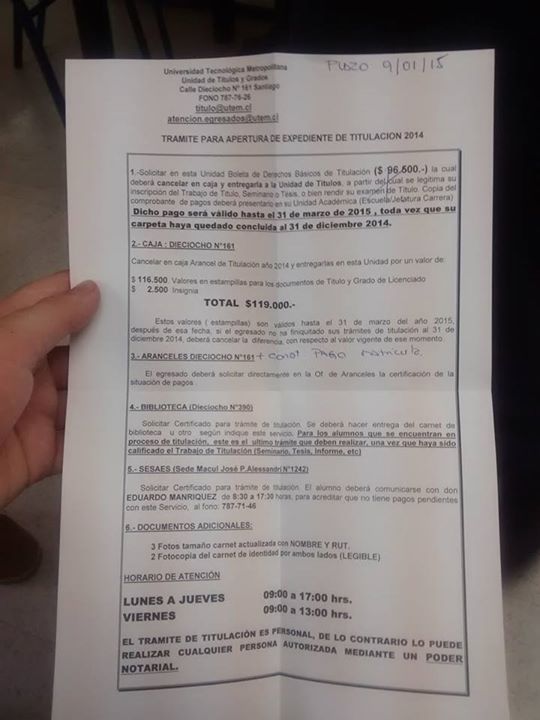 Universidad Tecnológica Metropolitana
Unidad de Títulos y Grados
Calle Dieciocho Nº 161 Santiago
FONO 787-76-26
titulo@utem.cl
atencion.egresados@utem.cl
PLAZO 9/01/15
TRAMITE PARA APERTURA DE EXPEDIENTE DE TITULACION 2014
1.-Solicitar en esta Unidad Boleta de Derechos Básicos de Titulación ($ 96.500.-) la cual
deberá cancelar en caja y entregarla a la Unidad de Títulos, a partir del cual se legitima su
inscripción del Trabajo de Título, Seminario o Tesis, o bien rendir su examen de Título. Copia del
comprobante de pagos deberá presentarlo en su Unidad Académica (Escuela/Jefatura Carrera)
Dicho pago será válido hasta el 31 de marzo de 2015 , toda vez que su
carpeta haya quedado concluida al 31 de diciembre 2014.
2.- CAJA : DIECIOCHO Nº161
Cancelar en caja Arancel de Titulación año 2014 y entregarlas en esta Unidad por un valor de:
$ 116.500 Valores en estampillas para los documentos de Título y Grado de Licenciado
$ 2.500 Insignia
TOTAL $119.000.-
Estos valores ( estampillas) son válidos hasta el 31 de marzo del año 2015,
después de esa fecha, si el egresado no ha finiquitado sus trámites de titulación al 31 de
diciembre 2014, deberá cancelar la diferencia, con respecto al valor vigente de ese momento
3.- ARANCELES DIECIOCHO Nº161 + PAGO matricula.
El egresado deberá solicitar directamente en la Of. de Aranceles la certificación de la
situación de pagos
4.- BIBLIOTECA (Dieciocho Nº390)
Solicitar Certificado para trámite de titulación. Se deberá hacer entrega del carnet de
biblioteca u otro según indique este servicio. Para los alumnos que se encuentran en
proceso de titulación, este es el ultimo trámite que deben realizar, una vez que haya sido
calificado el Trabajo de Titulación (Seminario, Tesis, Informe, etc)
5.- SESAES (Sede Macul José P.Alessandri Nº1242)
Solicitar Certificado para trámite de titulación. El alumno deberá comunicarse con don
EDUARDO MANRIQUEZ de 8:30 a 17:30 horas, para acreditar que no tiene pagos pendientes
con este Servicio, al fono: 787-71-46
6.- DOCUMENTOS ADICIONALES:
3 Fotos tamaño carnet actualizada con NOMBRE Y RUT.
2 Fotocopia del carnet de identidad por ambos lados (LEGIBLE)
HORARIO DE ATENCIÓN
LUNES A JUEVES 09:00 a 17:00 hrs.
VIERNES 09:00 a 13:00 hrs.
EL TRAMITE DE TITULACIÓN ES PERSONAL, DE LO CONTRARIO LO PUEDE
REALIZAR CUALQUIER PERSONA AUTORIZADA MEDIANTE UN PODER
NOTARIAL.